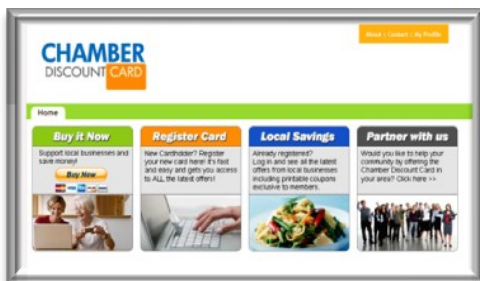 About | Contact | My Profile
CHAMBER
DISCOUNT CARD
Home
Buy it Now
Support local businesses and
save money!
Buy Now
Register Card
New Cardholder? Register
your new card here! It's fast
and easy and gets you access
to ALL the latest offers!
Local Savings
Already registered?
Log in and see all the latest
offers from local businesses
including printable coupons
exclusive to members.
Partner with us
Would you like to help your
community by offering the
Chamber Discount Card in
your area? Click here >>